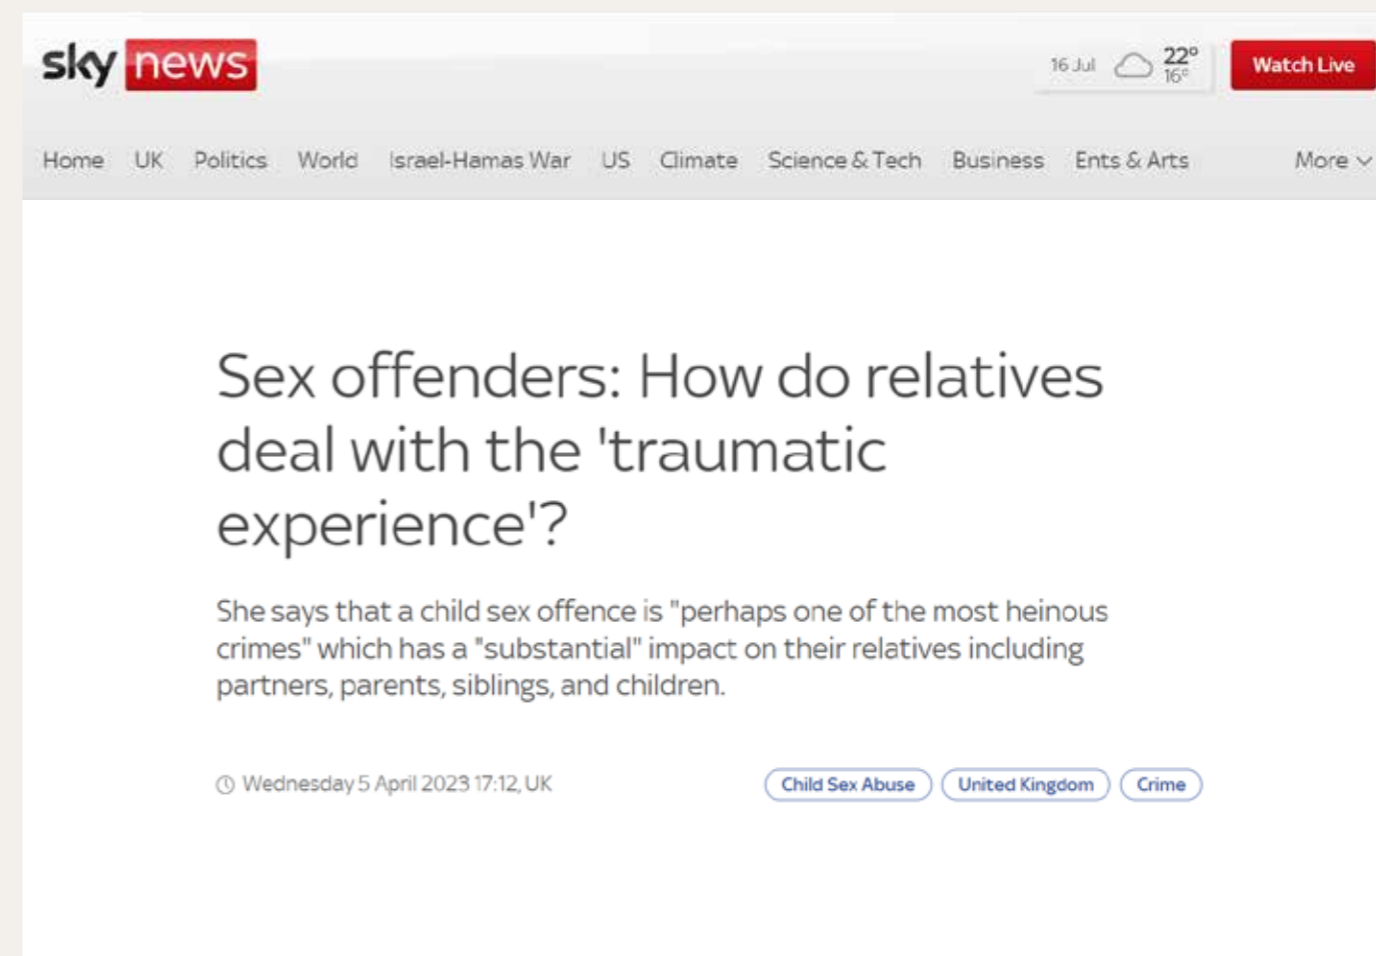 sky news
16 Jul
22°
16°
Watch Live
Home UK Politics World Israel-Hamas War US Climate Science & Tech Business Ents & Arts More
Sex offenders: How do relatives
deal with the 'traumatic
experience'?
She says that a child sex offence is "perhaps one of the most heinous
crimes" which has a "substantial" impact on their relatives including
partners, parents, siblings, and children.
Wednesday 5 April 2023 17:12, UK
Child Sex Abuse United Kingdom Crime